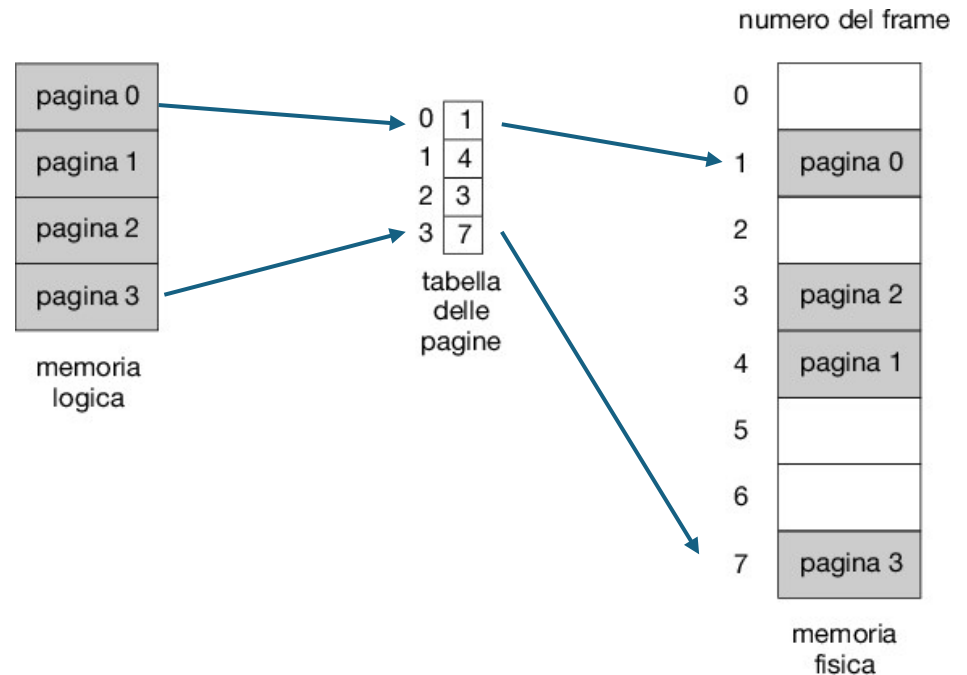 numero del frame
pagina 0
pagina 1
pagina 2
pagina 3
memoria
logica
0 1
1 4
2 3
3 7
tabella
delle
pagine
0
1 pagina 0
2
3 pagina 2
4 pagina 1
5
6
7 pagina 3
memoria
fisica